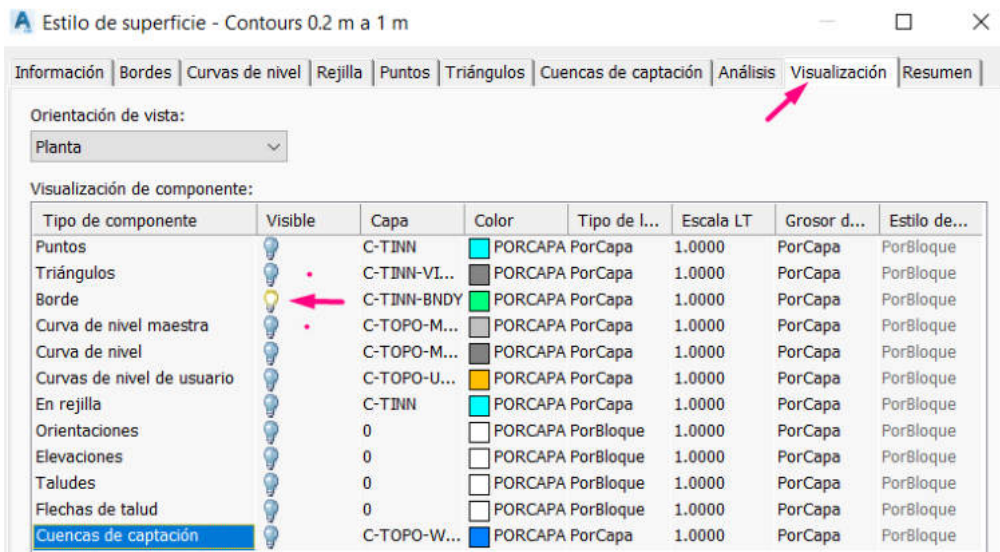 Estilo de superficie - Contours 0.2 m a 1 m
Información Bordes Curvas de nivel Rejilla Puntos Triángulos Cuencas de captación Análisis Visualización Resumen
Orientación de vista:
Planta
Visualización de componente:
Tipo de componente Visible Capa Color Tipo de l... Escala LT Grosor d... Estilo de...
Puntos C-TINN PORCAPA PorCapa 1.0000 PorCapa PorBloque
Triángulos C-TINN-VI... PORCAPA PorCapa 1.0000 PorCapa PorBloque
Borde C-TINN-BNDY PORCAPA PorCapa 1.0000 PorCapa PorBloque
Curva de nivel maestra C-TOPO-M... PORCAPA PorCapa 1.0000 PorCapa PorBloque
Curva de nivel C-TOPO-M... PORCAPA PorCapa 1.0000 PorCapa PorBloque
Curvas de nivel de usuario C-TOPO-U... PORCAPA PorCapa 1.0000 PorCapa PorBloque
En rejilla C-TINN PORCAPA PorCapa 1.0000 PorCapa PorBloque
Orientaciones 0 PORCAPA PorBloque 1.0000 PorCapa PorBloque
Elevaciones 0 PORCAPA PorBloque 1.0000 PorCapa PorBloque
Taludes 0 PORCAPA PorBloque 1.0000 PorCapa PorBloque
Flechas de talud 0 PORCAPA PorBloque 1.0000 PorCapa PorBloque
Cuencas de captación C-TOPO-W... PORCAPA PorCapa 1.0000 PorCapa PorBloque